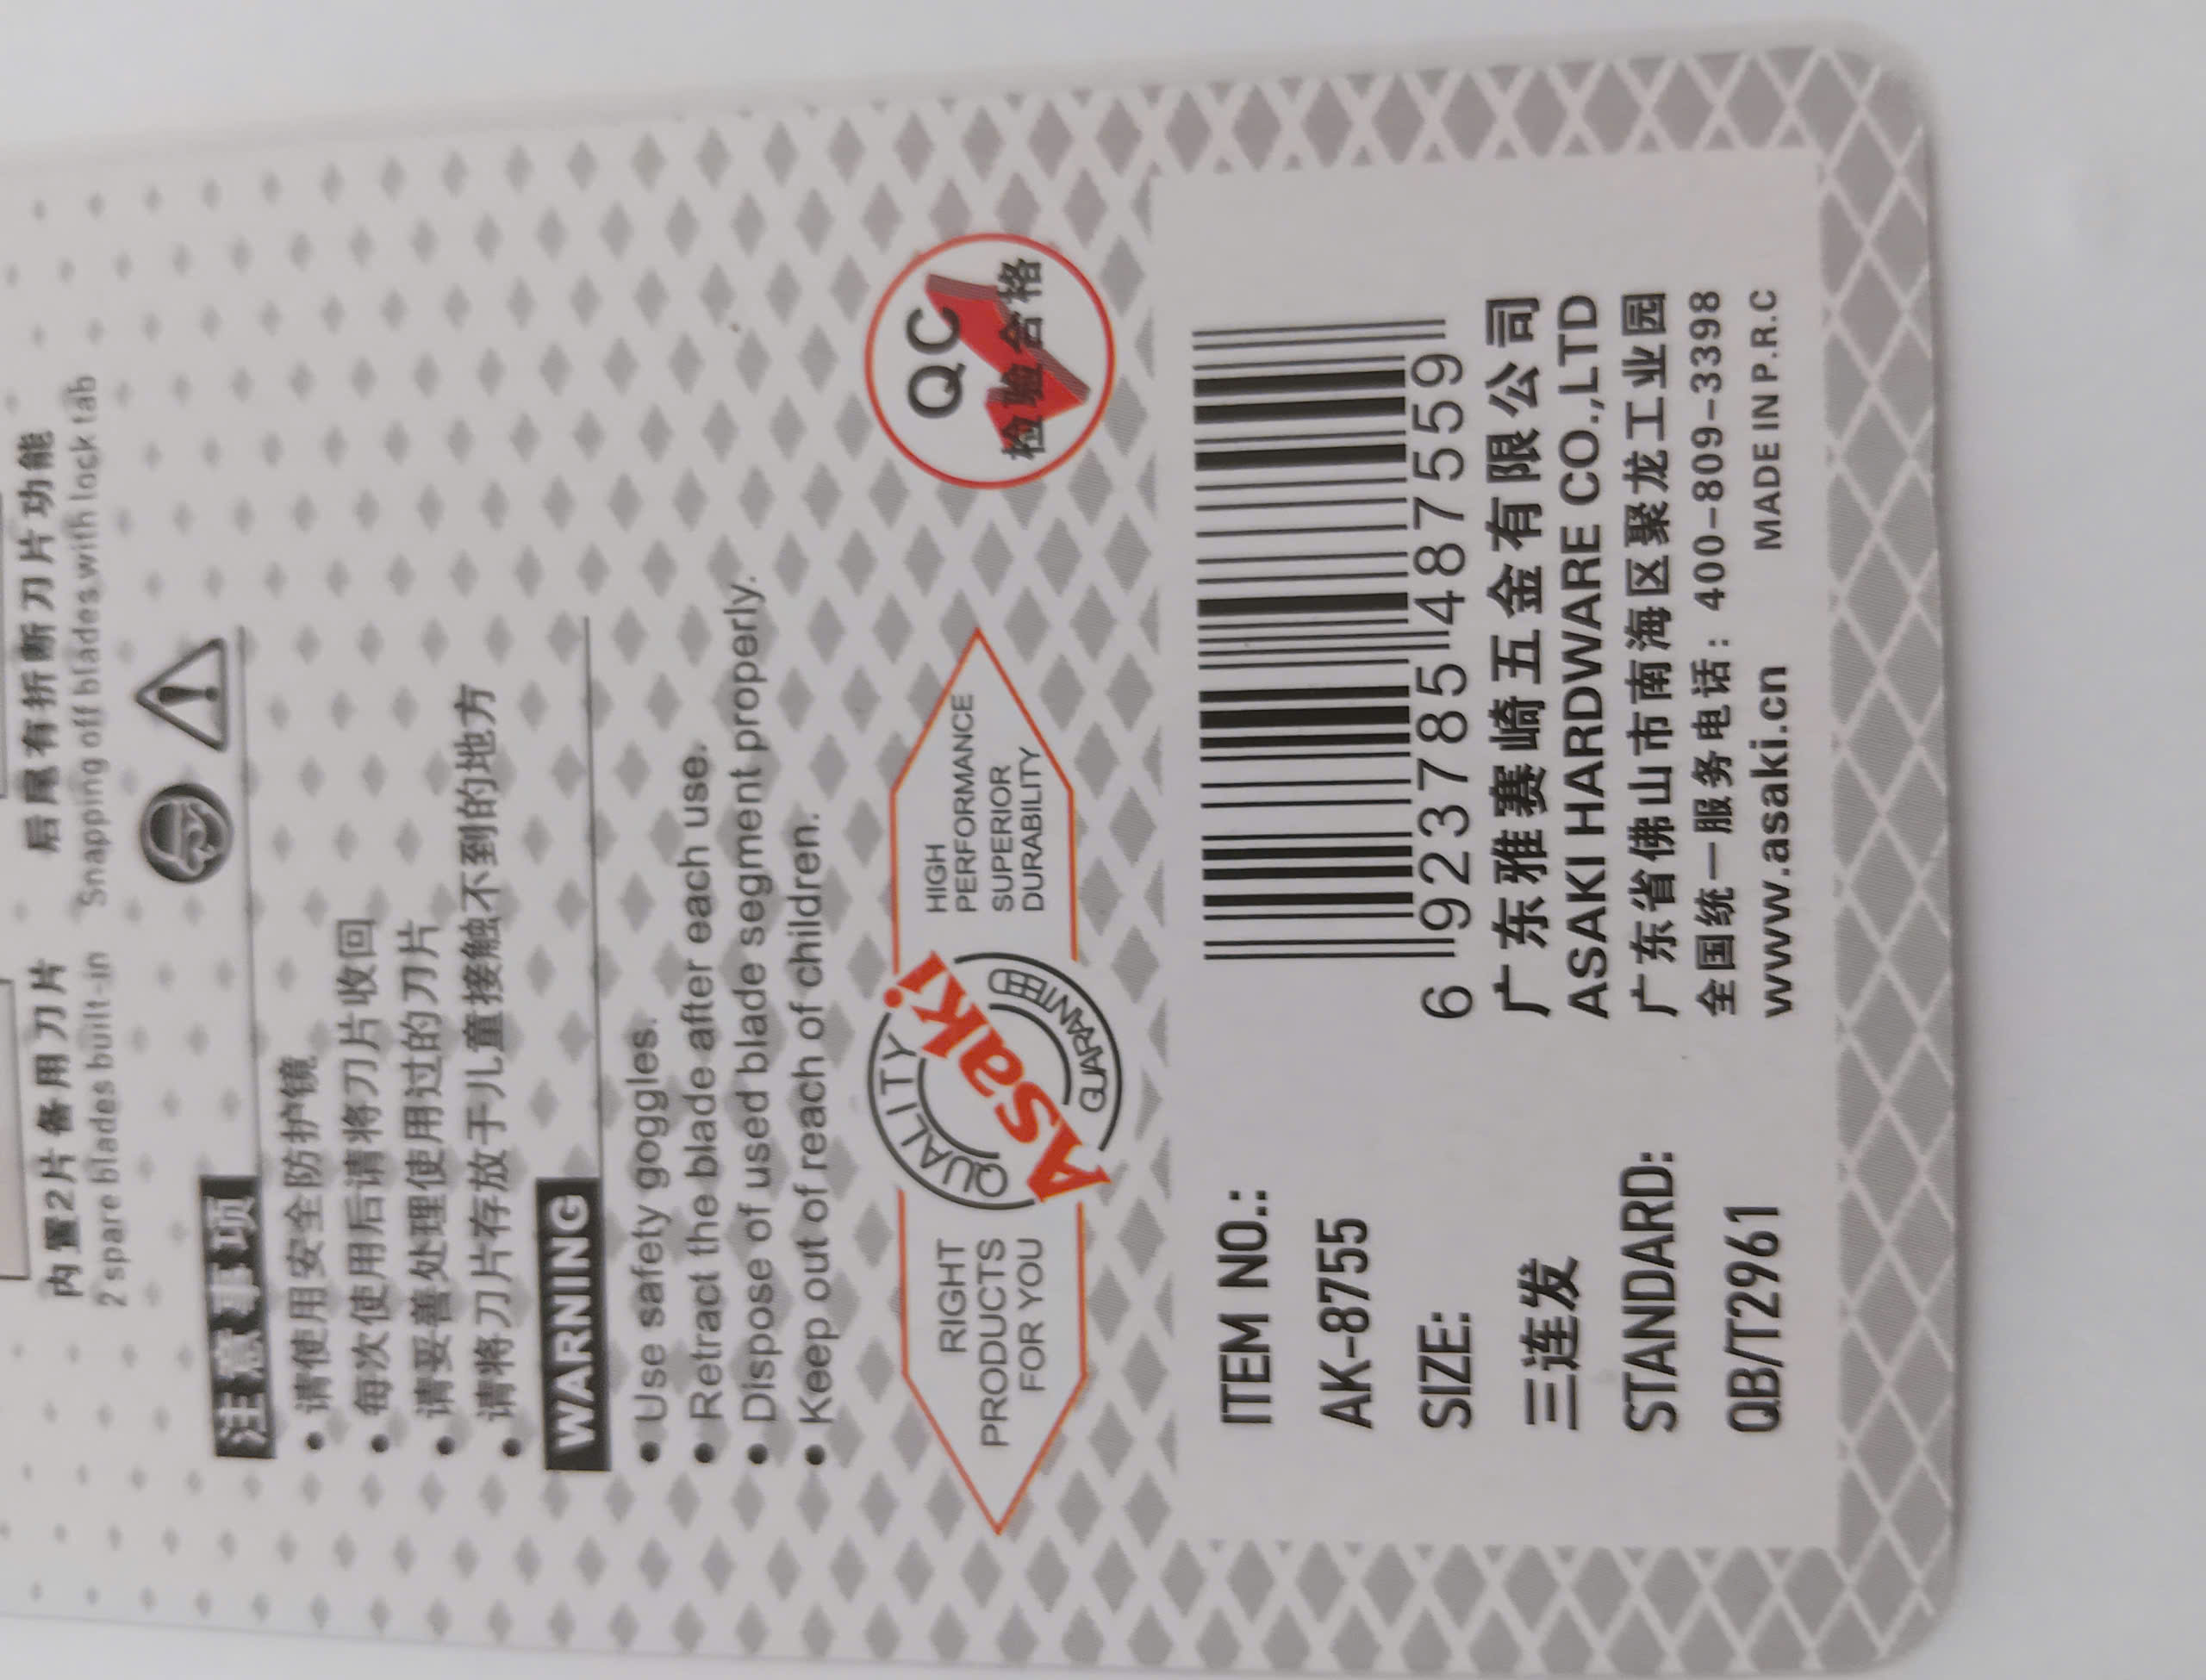 内置2片备用刀片
2 spare blades built-in
后尾有折断刀片功能
Snapping off blades with lock tab
注意事项
• 请使用安全防护镜
• 每次使用后请将刀片收回
• 请妥善处理使用过的刀片
• 请将刀片存放于儿童接触不到的地方
WARNING
• Use safety goggles.
• Retract the blade after each use.
• Dispose of used blade segment properly.
• Keep out of reach of children.
RIGHT
PRODUCTS
FOR YOU
QUALITY
Asaki
GUARANTEE
HIGH
PERFORMANCE
SUPERIOR
DURABILITY
QC
检验合格
ITEM NO.:
AK-8755
SIZE:
三连发
STANDARD:
QB/T2961
6 923785 487559
广东雅赛崎五金有限公司
ASAKI HARDWARE CO.,LTD
广东省佛山市南海区聚龙工业园
全国统一服务电话：400-809-3398
www.asaki.cn MADE IN P.R.C